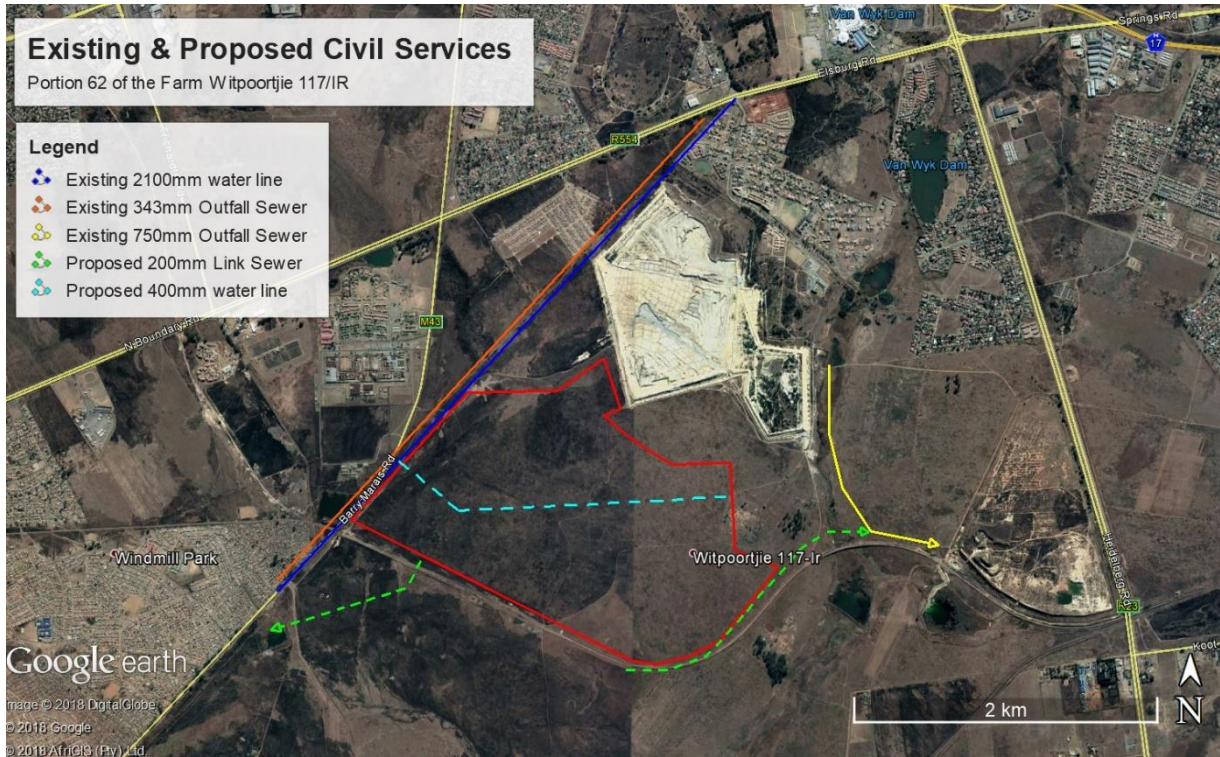 Existing & Proposed Civil Services
Portion 62 of the Farm Witpoortjie 117/IR
Legend
Existing 2100mm water line
Existing 343mm Outfall Sewer
Existing 750mm Outfall Sewer
Proposed 200mm Link Sewer
Proposed 400mm water line
Van Wyk Dam
Springs Rd
N
17
Elsburg Rd
R554
Van Wyk Dam
N Boundary Rd
M43
Barry Marais Rd
Windmill Park
Witpoortjie 117-Ir
Heidelberg Rd
R23
Koot
Google earth
mage © 2018 DigitalGlobe
© 2018 Google
© 2018 AfriGIS (Pty) Ltd.
2 km
N